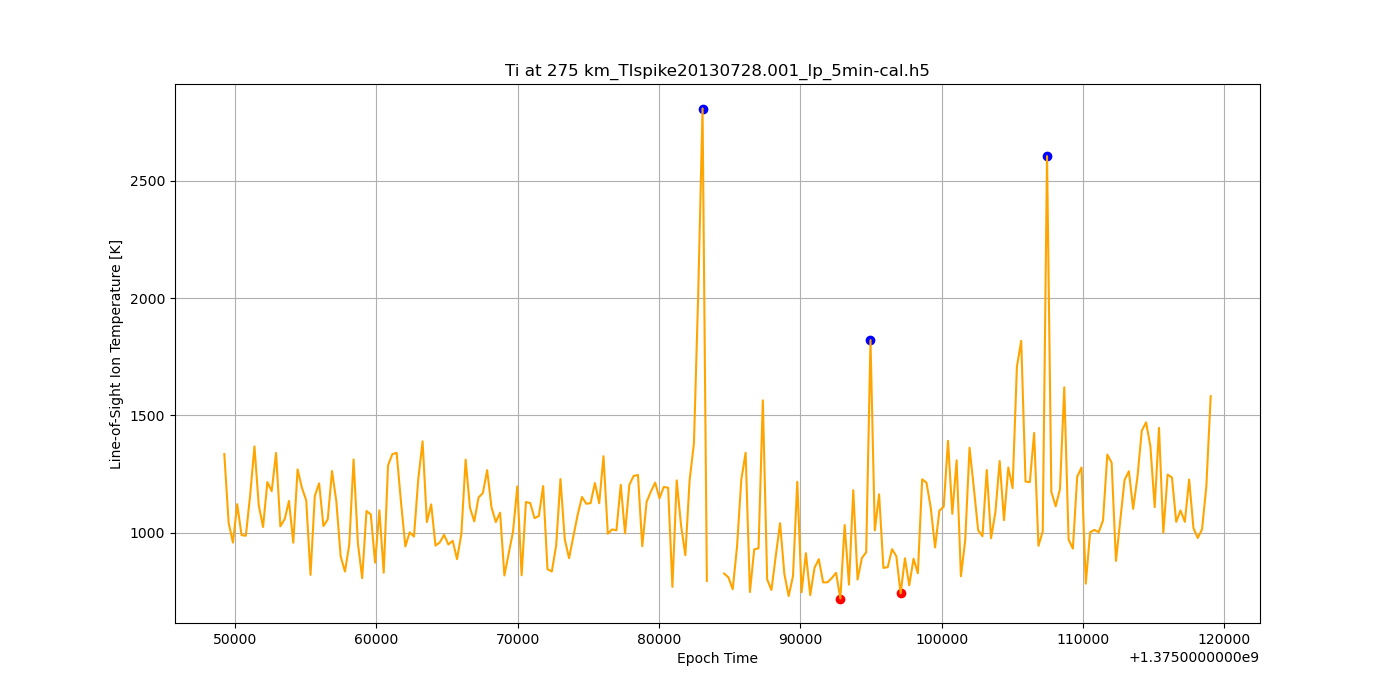 Ti at 275 km_TIspike20130728.001_lp_5min-cal.h5
Line-of-Sight Ion Temperature [K]
2500
2000
1500
1000
50000 60000 70000 80000 90000 100000 110000 120000
Epoch Time
+1.3750000000e9